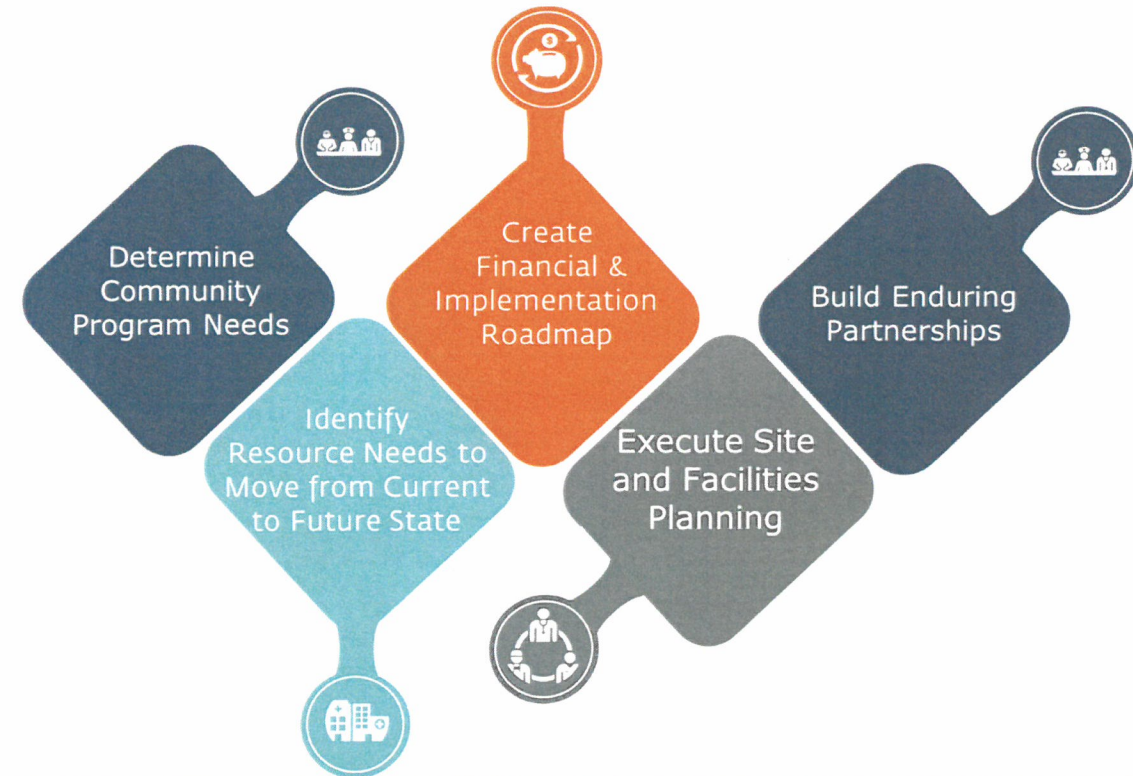 Determine
Community
Program Needs
Identify
Resource Needs to
Move from Current
to Future State
Create
Financial &
Implementation
Roadmap
Execute Site
and Facilities
Planning
Build Enduring
Partnerships
$